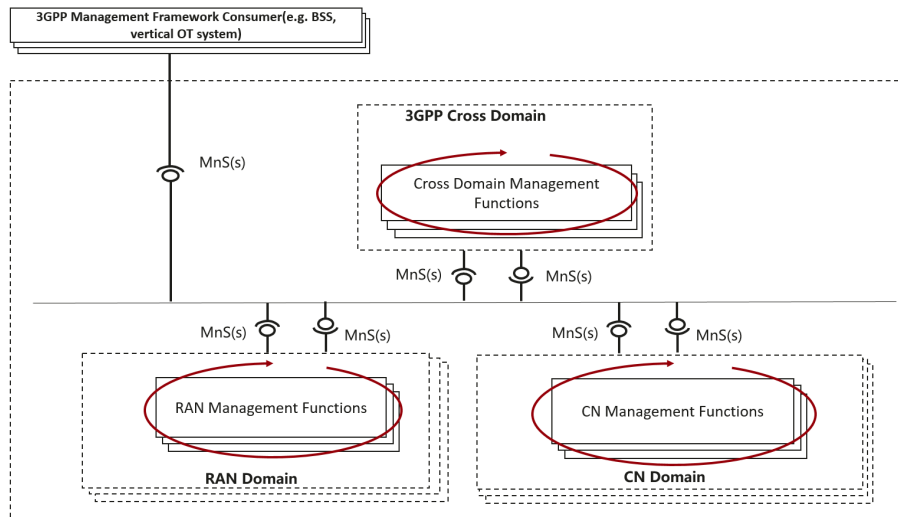 3GPP Management Framework Consumer(e.g. BSS,
vertical OT system)
MnS(s)
3GPP Cross Domain
Cross Domain Management
Functions
MnS(s)
MnS(s)
MnS(s)
MnS(s)
MnS(s)
MnS(s)
RAN Management Functions
RAN Domain
CN Management Functions
CN Domain